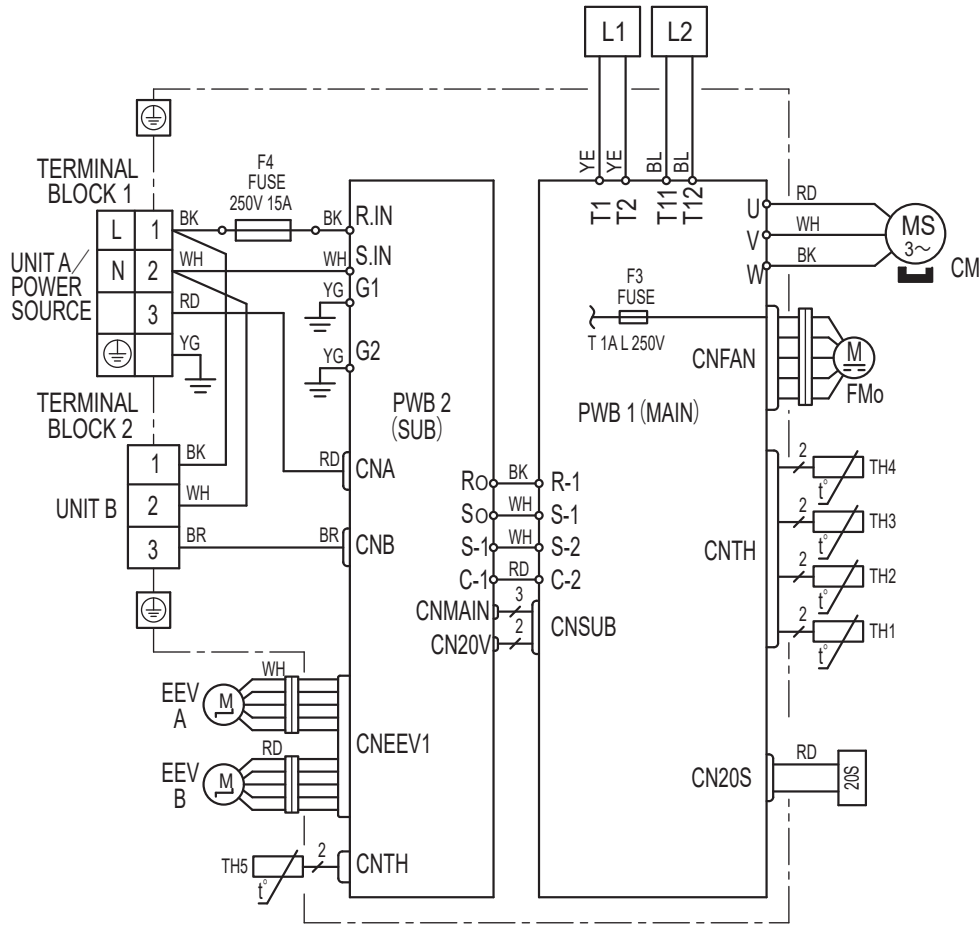 L1 L2
YE YE BL BL
T1 T2 T11 T12
TERMINAL
BLOCK 1
F4
FUSE
250V 15A
L 1 BK BK R.IN
UNIT A/
POWER
SOURCE
N 2 WH WH S.IN
G1
YG
3 RD
YG
G2
YG
TERMINAL
BLOCK 2
UNIT B
1 BK
2 WH
3 BR BR CNB
RD CNA
PWB 2
(SUB)
PWB 1 (MAIN)
U RD
V WH
W BK
MS
3~
CM
F3
FUSE
T 1A L 250V
CNFAN
M
FMo
RO BK R-1
SO WH S-1
S-1 WH S-2
C-1 RD C-2
CNMAIN 3
CN20V 2
CNSUB
CNTH
2 TH4
t°
2 TH3
t°
2 TH2
t°
2 TH1
t°
EEV
A
M
WH
EEV
B
M
RD
CNEEV1
CN20S RD 20S
TH5 2 CNTH
t°